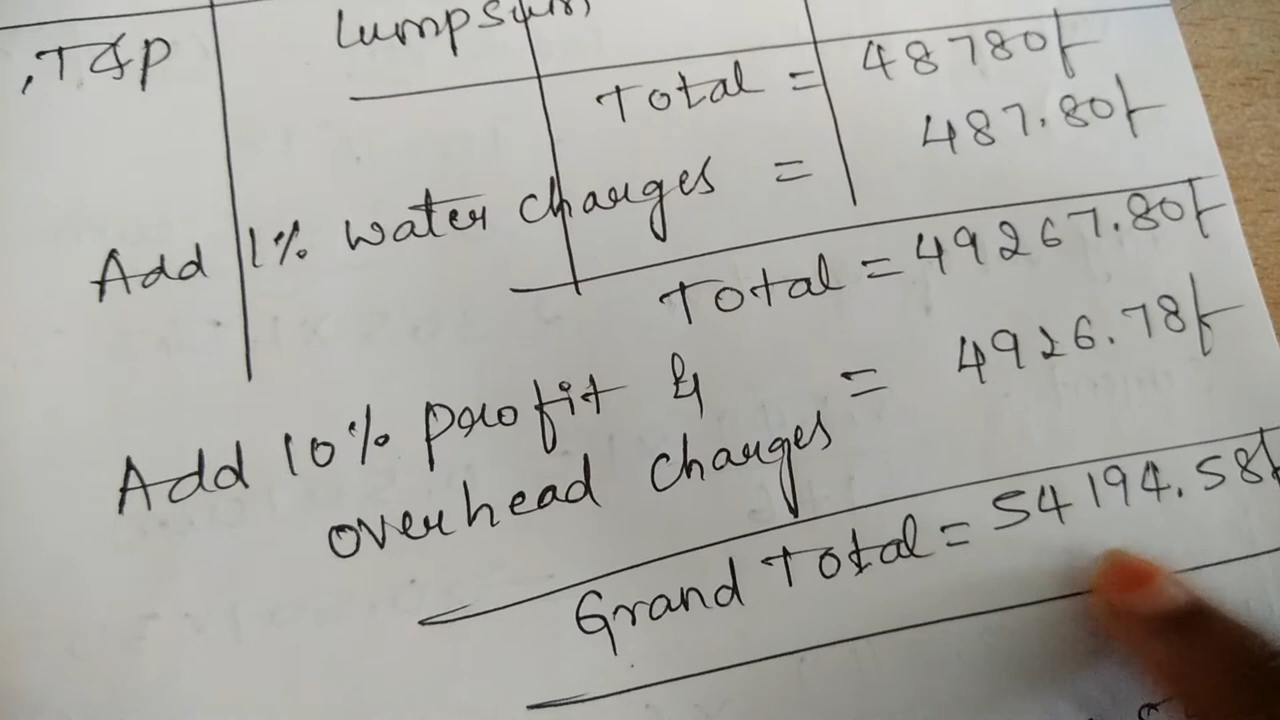 ,T&P Lumpsum
Total = 48780/-
Add 1% water charges = 487.80/-
Total = 49267.80/-
Add 10% profit &
overhead charges = 4926.78/-
Grand Total = 54194.58/-